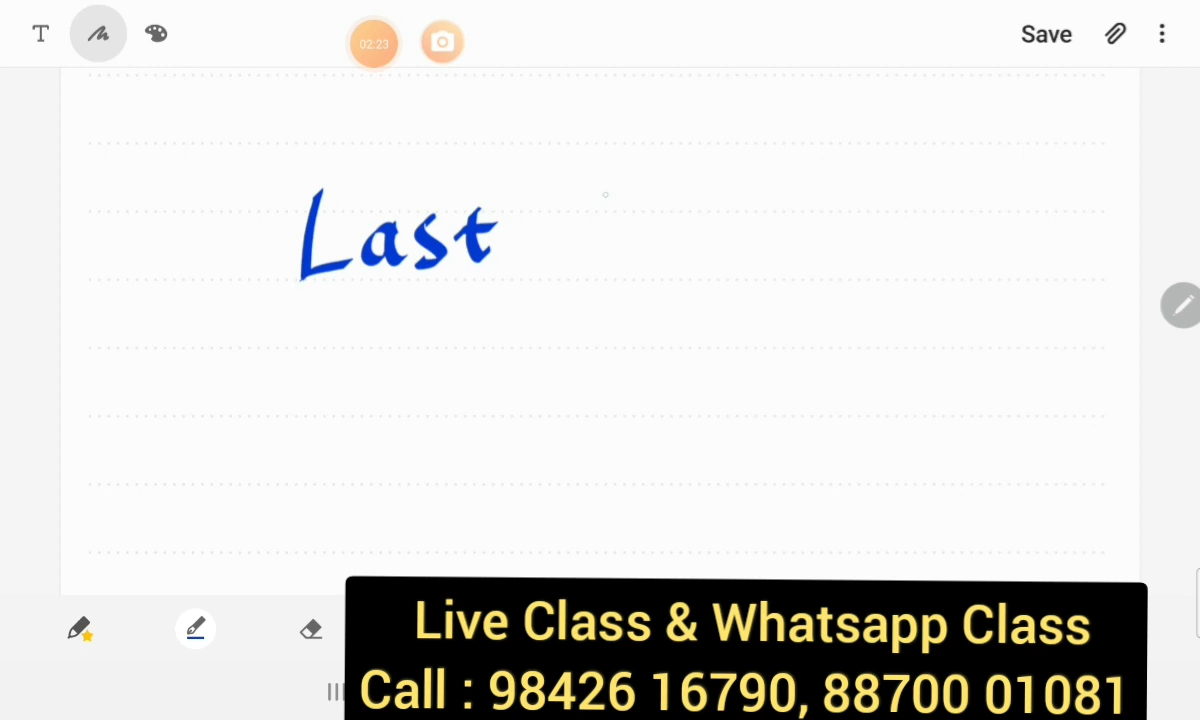 T
02:23
Save
Last
Live Class & Whatsapp Class
Call : 98426 16790, 88700 01081